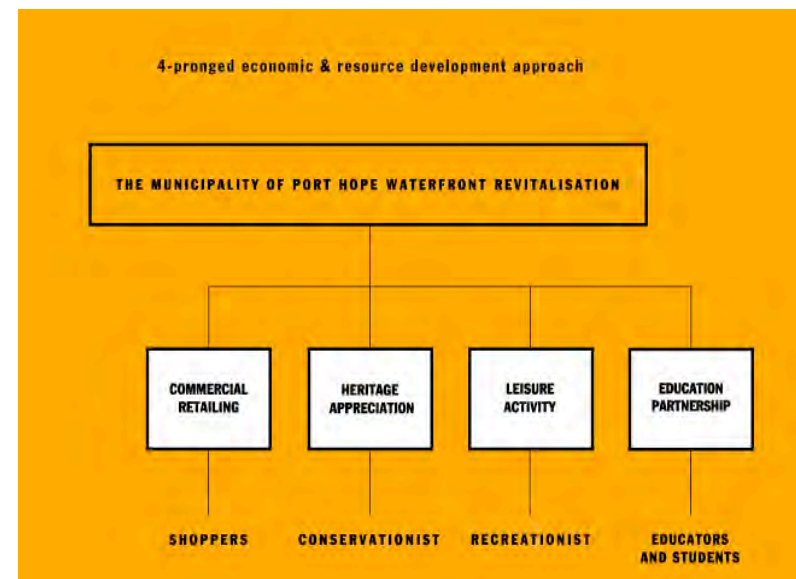 4-pronged economic & resource development approach
THE MUNICIPALITY OF PORT HOPE WATERFRONT REVITALISATION
COMMERCIAL
RETAILING
HERITAGE
APPRECIATION
LEISURE
ACTIVITY
EDUCATION
PARTNERSHIP
SHOPPERS
CONSERVATIONIST
RECREATIONIST
EDUCATORS
AND STUDENTS